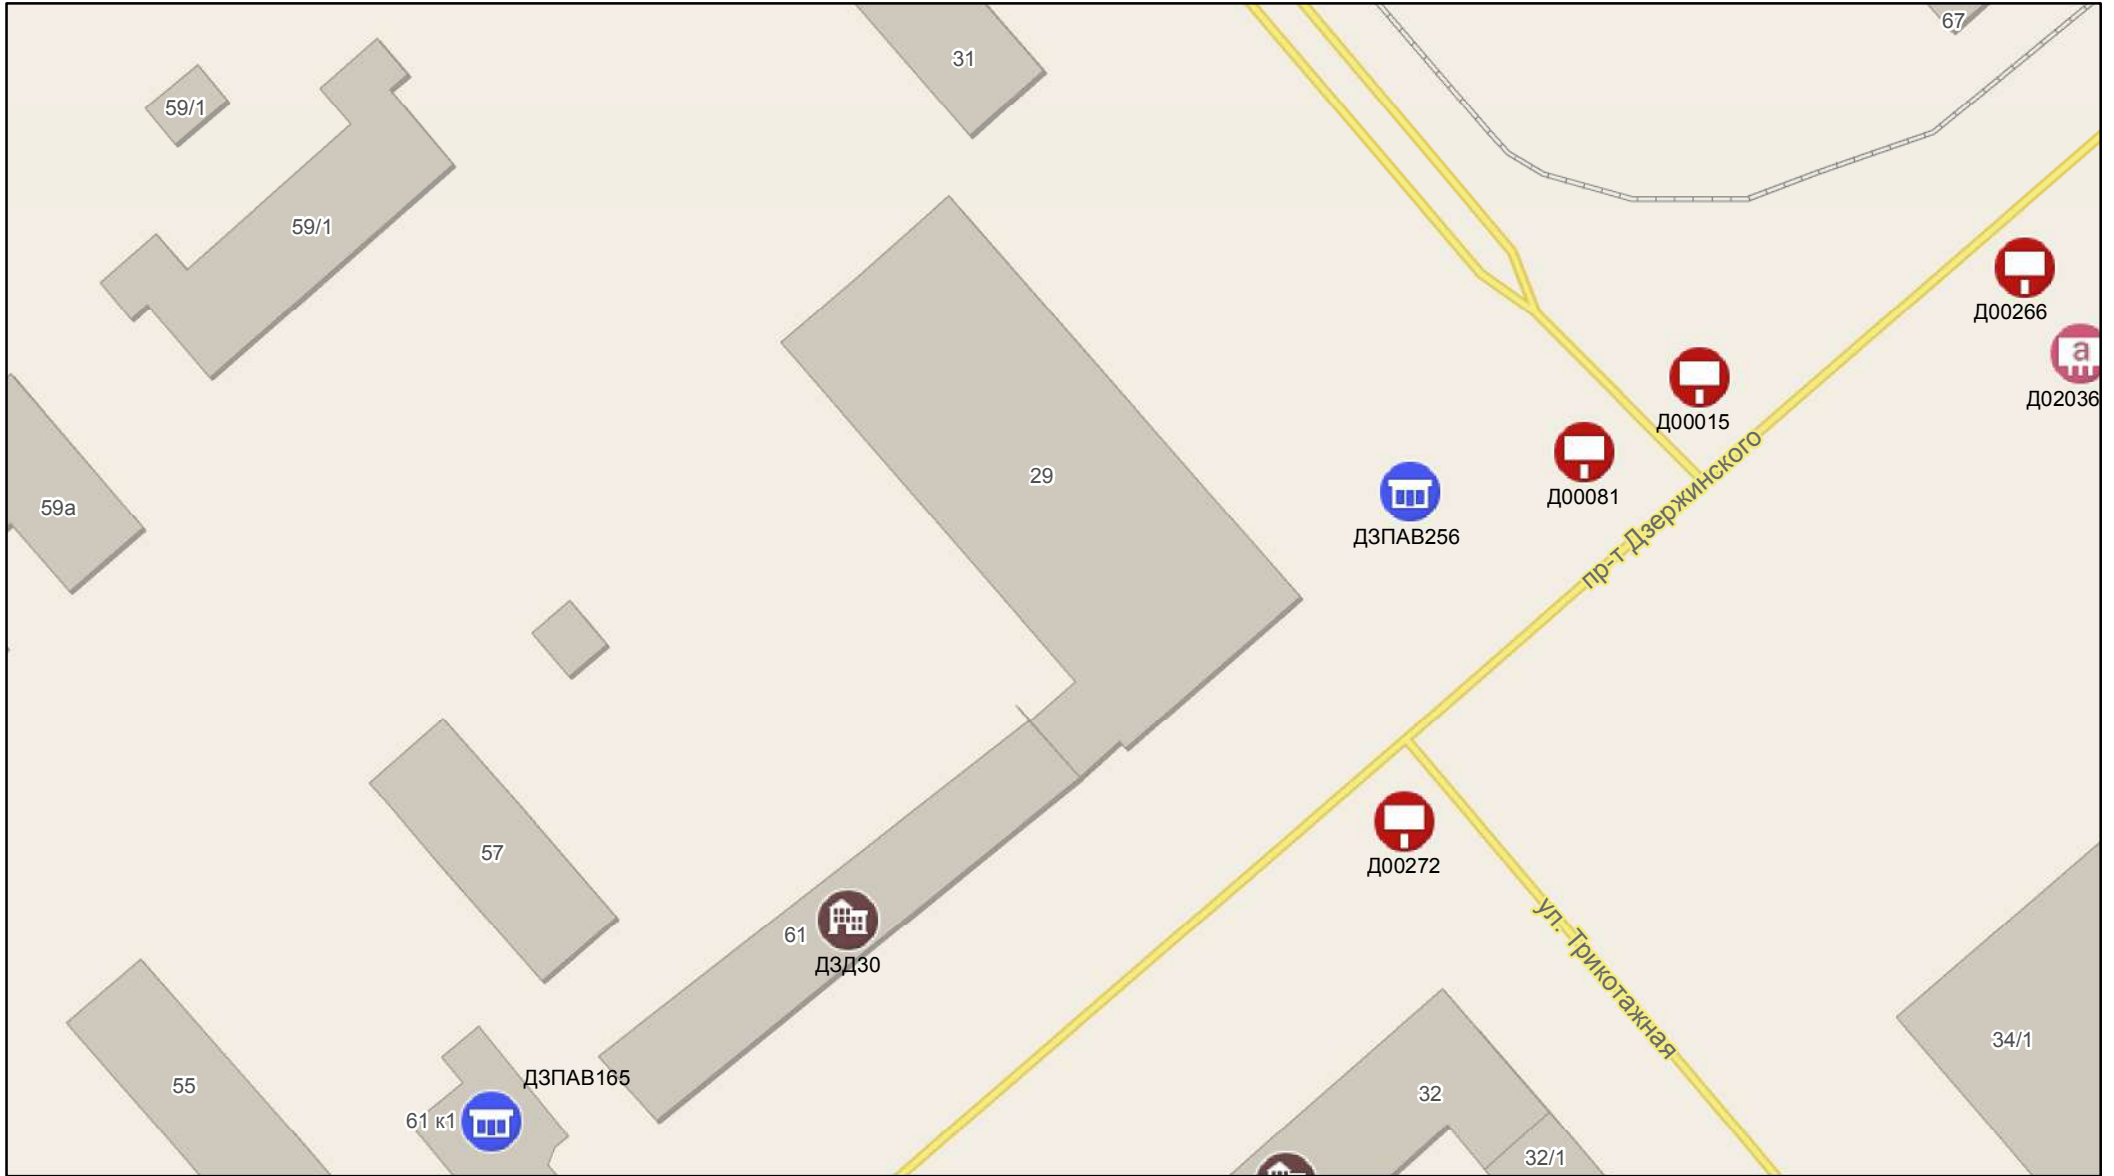 67
31
59/1
59/1
Д00266
а
Д02036
Д00015
пр-т Дзержинского
29
Д00081
59а
ДЗПАВ256
57
Д00272
61
ДЗД30
ул. Трикотажная
34/1
ДЗПАВ165
55
32
61 к1
32/1